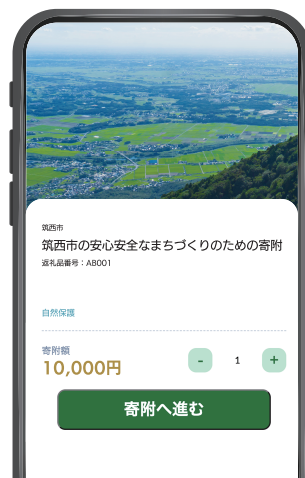 筑西市
筑西市の安心安全なまちづくりのための寄附
返礼品番号：AB001
自然保護
寄附額
10,000円
- 1 +
寄附へ進む